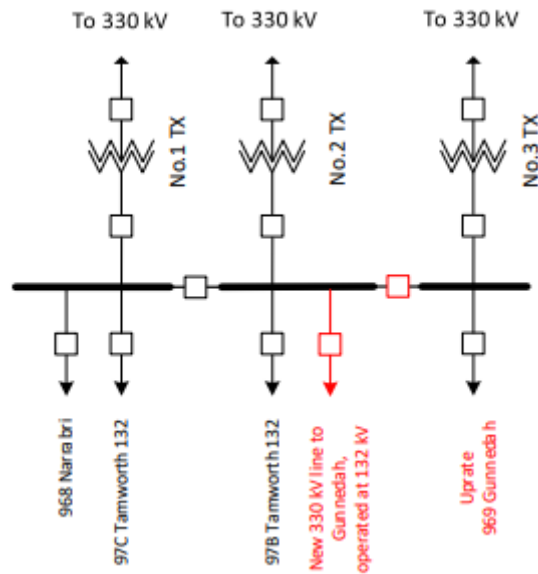 To 330 kV
To 330 kV
To 330 kV
No.1 TX
No.2 TX
No.3 TX
968 Narrabri
97C Tamworth 132
97B Tamworth 132
New 330 kV line to
Gunnedah,
operated at 132 kV
Uprate
969 Gunnedah